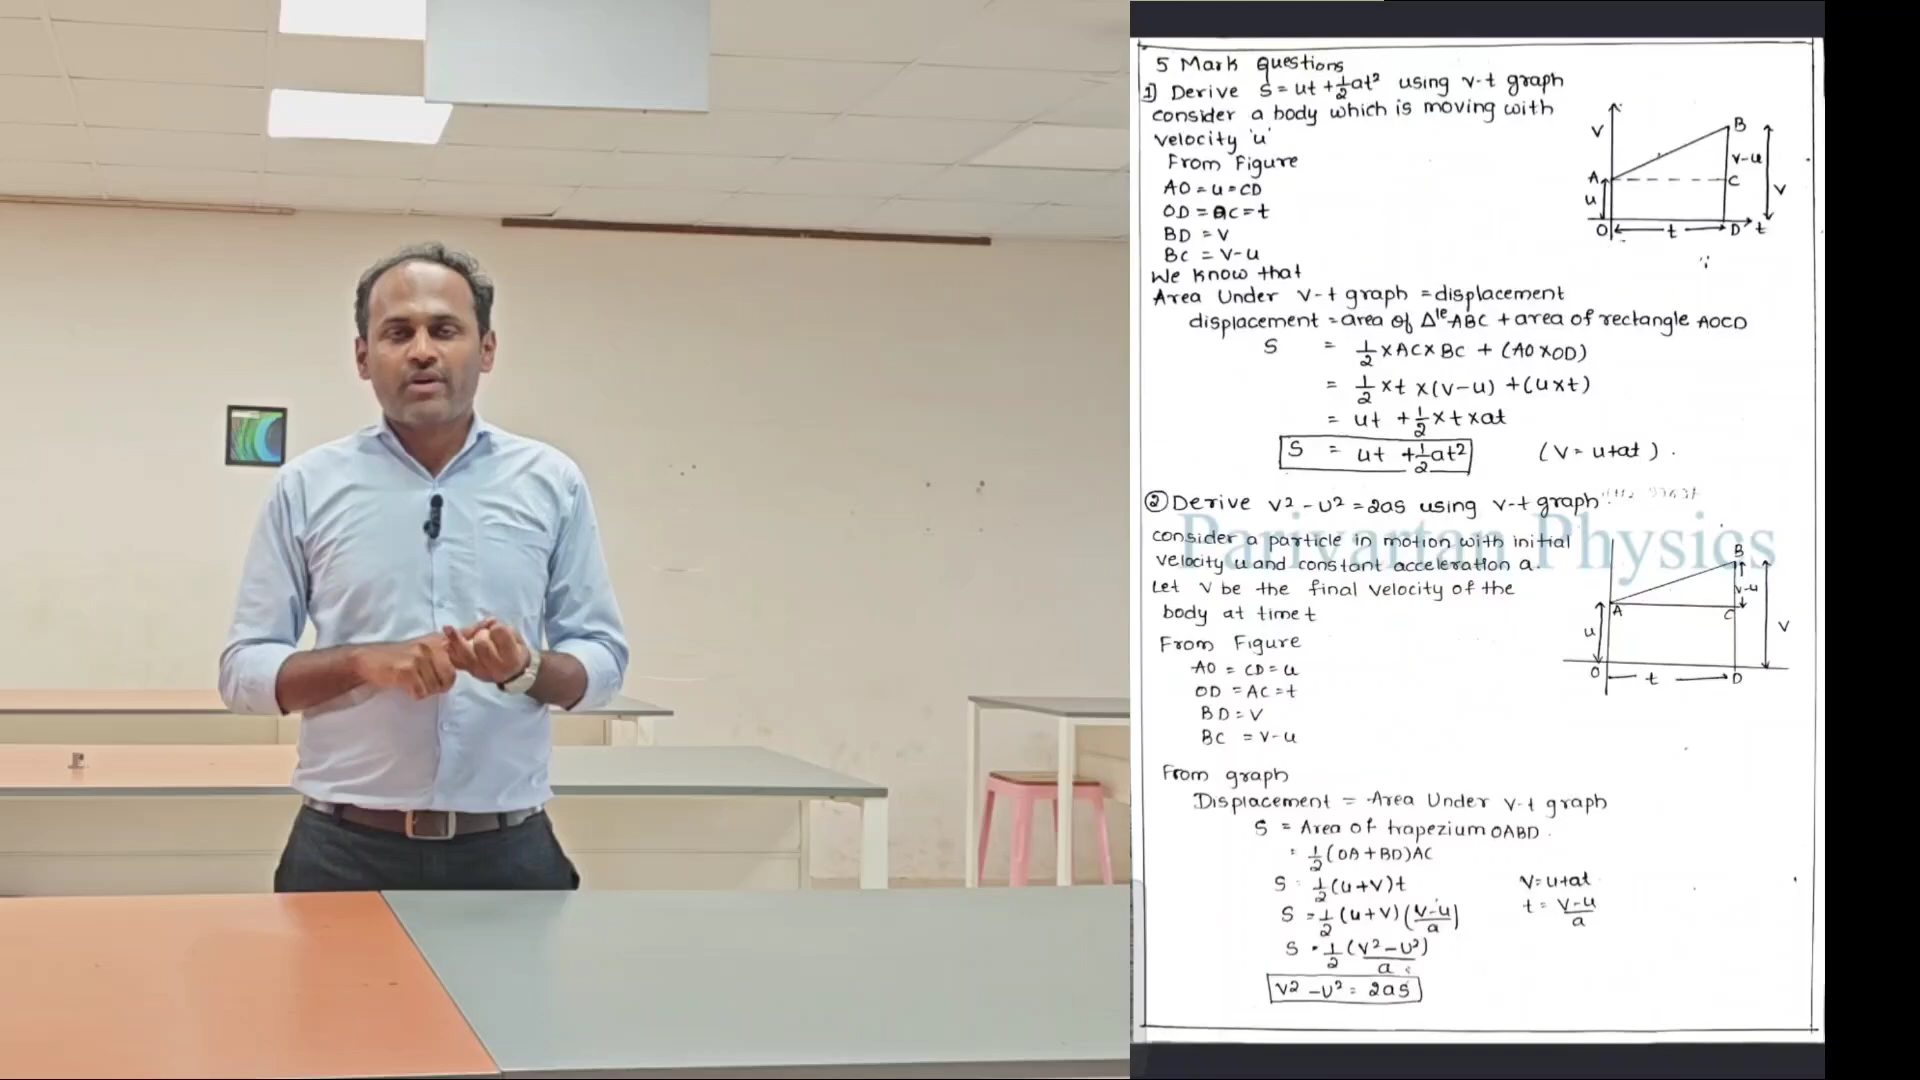 5 Mark Questions
1) Derive S = ut + 1/2 at² using v-t graph
consider a body which is moving with
velocity 'u'
From Figure
AO = u = CD
OD = AC = t
BD = V
BC = V-u
We know that
Area Under v-t graph = displacement
displacement = area of Δle ABC + area of rectangle AOCD
S = 1/2 × AC × BC + (AO × OD)
= 1/2 × t × (V-u) + (u×t)
= ut + 1/2 × t × at
S = ut + 1/2 at² (V = u+at).
V
B
V-u
A
C
u
V
O
t
D
t
② Derive V² - U² = 2as using v-t graph
Parivartan Physics
consider a particle in motion with initial
velocity u and constant acceleration a.
Let V be the final velocity of the
body at time t
From Figure
AO = CD = u
OD = AC = t
BD = V
BC = V-u
B
V-u
A
C
u
V
O
t
D
From graph
Displacement = Area Under v-t graph
S = Area of trapezium OABD.
= 1/2 (OA + BD) AC
S = 1/2 (u+V) t V = u+at
S = 1/2 (u+V) (V-u/a) t = V-u/a
S = 1/2 (V² - U²)/a
V2 - U² = 2as